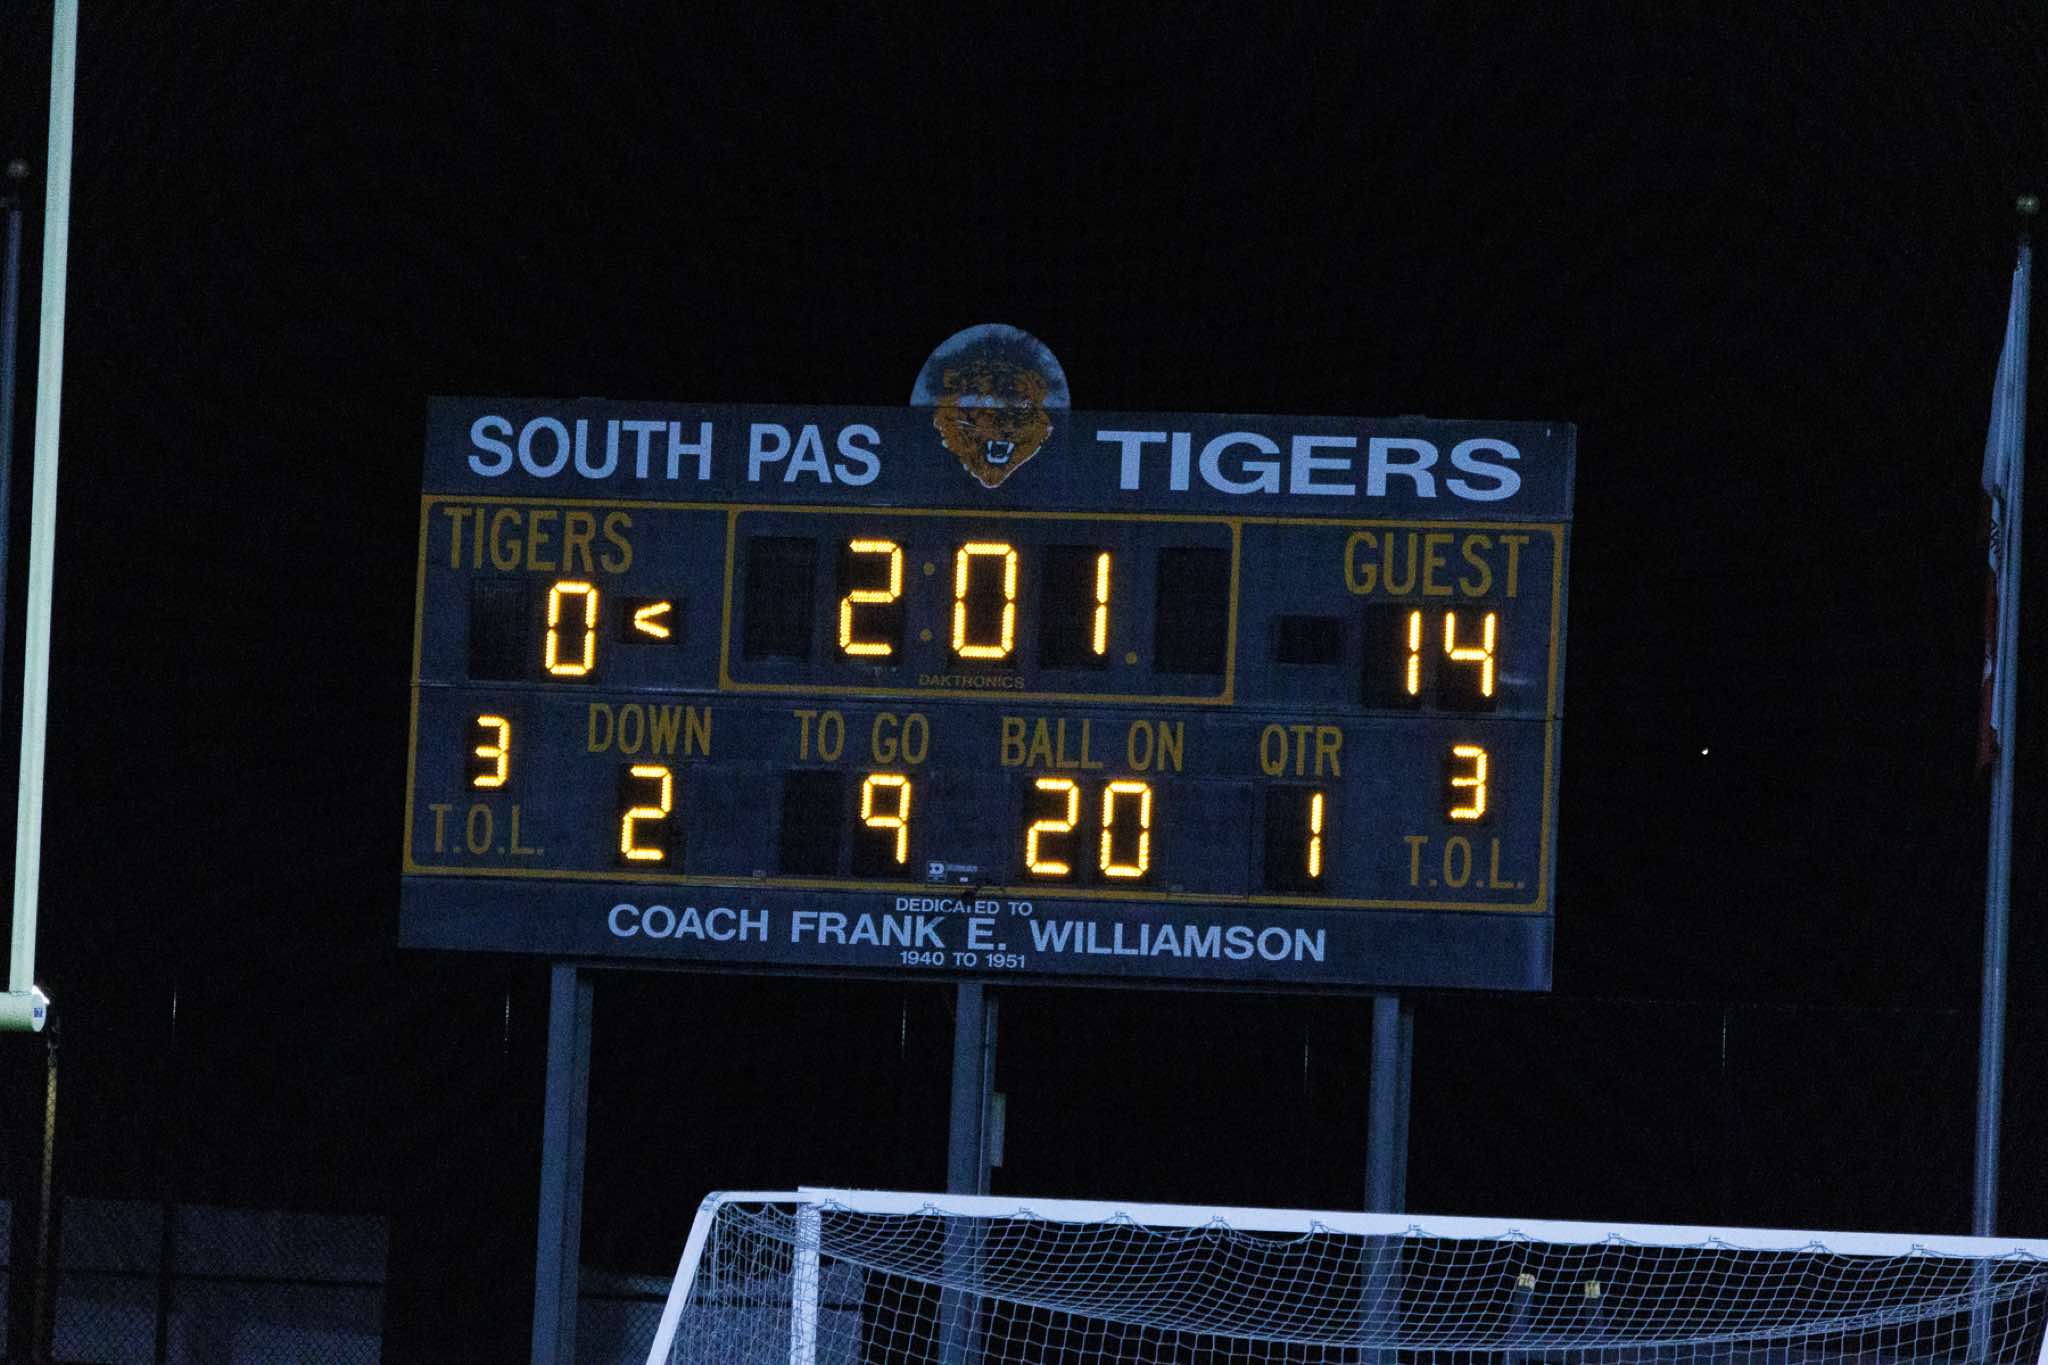 SOUTH PAS TIGERS
TIGERS 2:01 GUEST
0 < 14
DAKTRONICS
3 DOWN TO GO BALL ON QTR 3
T.O.L. 2 9 20 1 T.O.L.
DEDICATED TO
COACH FRANK E. WILLIAMSON
1940 TO 1951